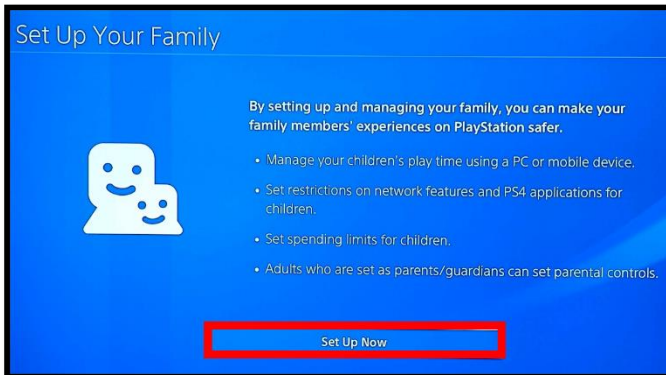 Set Up Your Family
By setting up and managing your family, you can make your
family members' experiences on PlayStation safer.
• Manage your children's play time using a PC or mobile device.
• Set restrictions on network features and PS4 applications for
children.
• Set spending limits for children.
• Adults who are set as parents/guardians can set parental controls.
Set Up Now